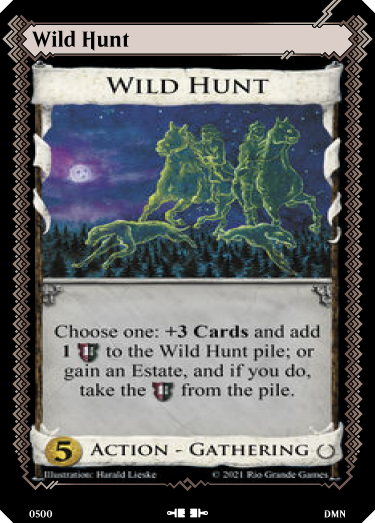 Wild Hunt
WILD HUNT
Choose one: +3 Cards and add
1 to the Wild Hunt pile; or
gain an Estate, and if you do,
take the from the pile.
5 ACTION - GATHERING
Illustration: Harald Lieske © 2021 Rio Grande Games
0500 DMN